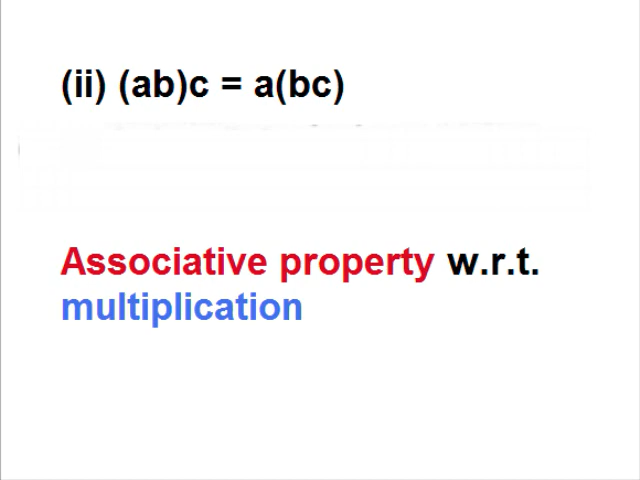 (ii) (ab)c = a(bc)
Associative property w.r.t.
multiplication